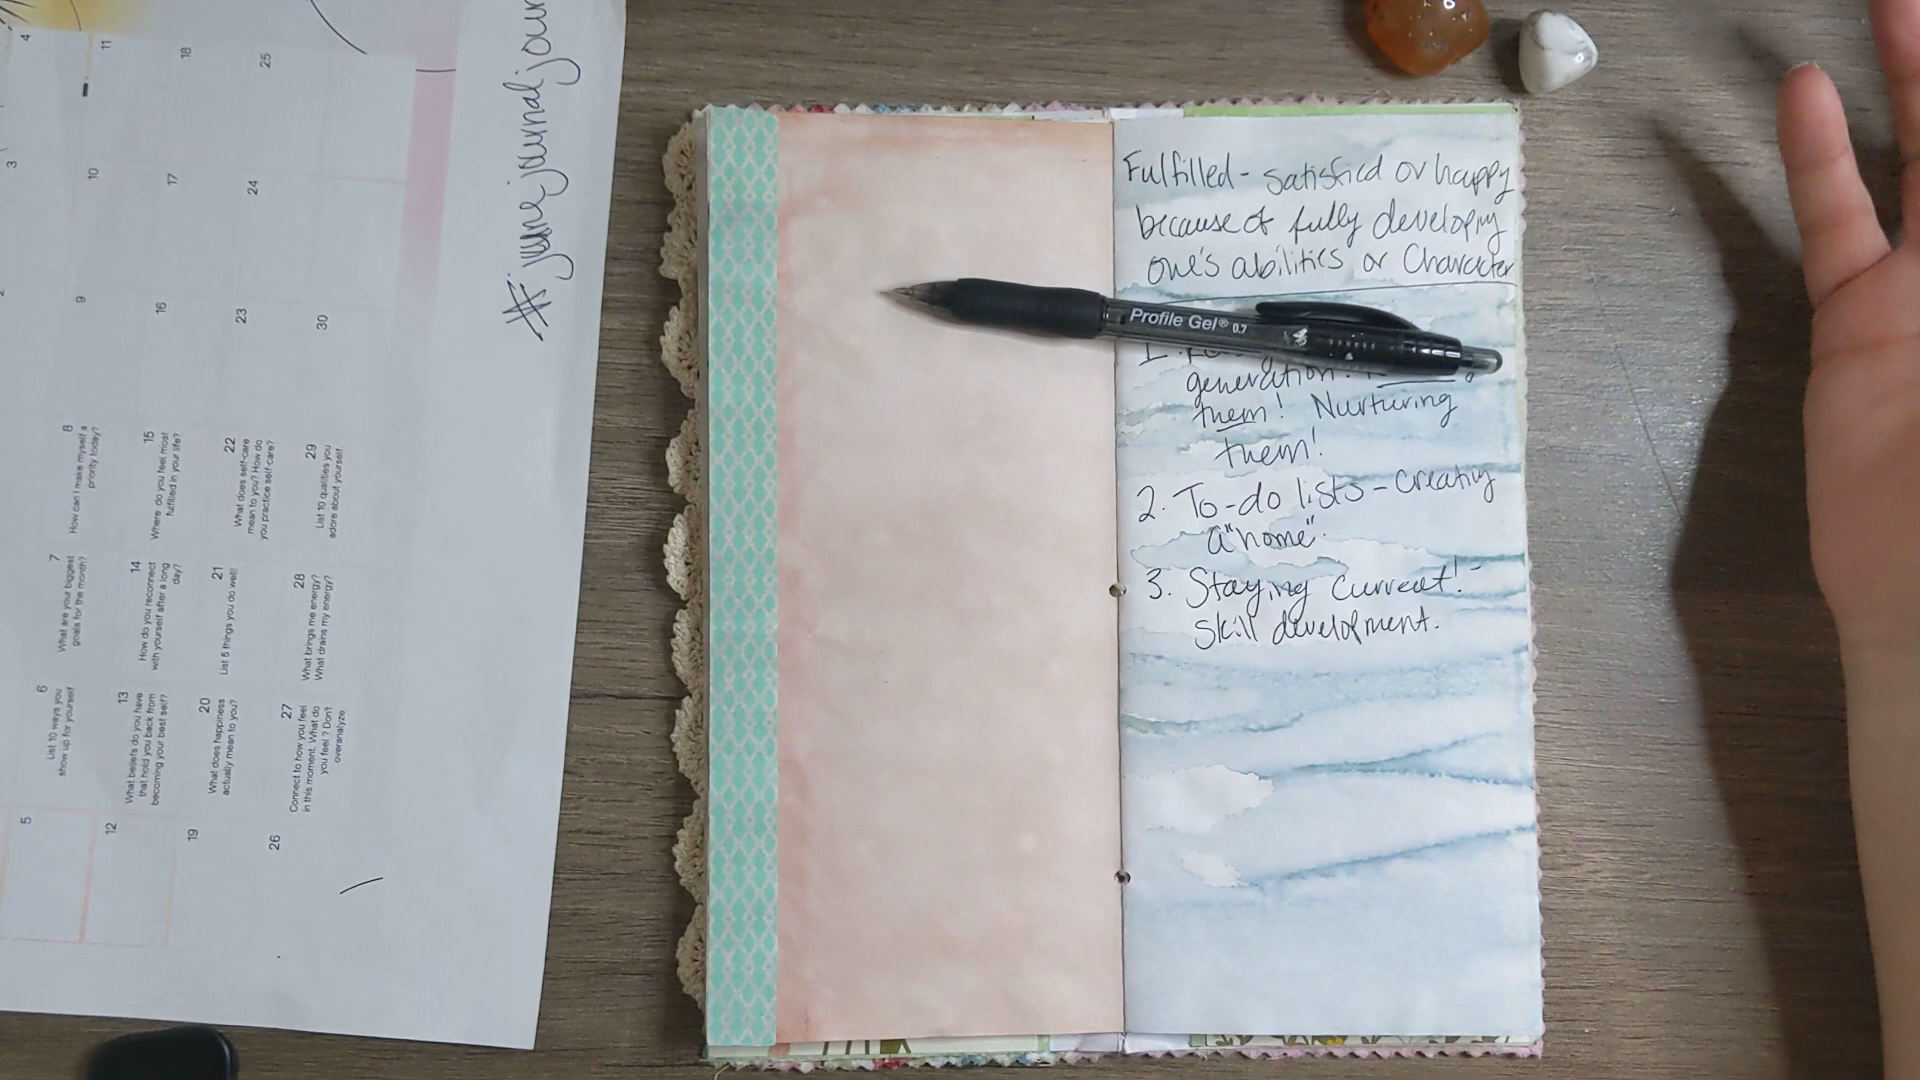 #junejournaljour
4
11
18
25
3
10
17
24
2
9
16
23
30
8
How can I make myself a
priority today?
15
Where do you feel most
fulfilled in your life?
22
What does self-care
mean to you? How do
you practice self-care?
29
List 10 qualities you
adore about yourself
7
What are your biggest
goals for the month?
14
How do you reconnect
with yourself after a long
day?
21
List 5 things you do well!
28
What brings me energy?
What drains my energy?
6
List 10 ways you
show up for yourself
13
What beliefs do you have
that hold you back from
becoming your best self?
20
What does happiness
actually mean to you?
27
Connect to how you feel
in this moment. What do
you feel? Don't
overanalyze.
5
12
19
26
Fulfilled - satisfied or happy
because of fully developing
one's abilities or Character
Profile Gel® 0.7
1.
generation!
them! Nurturing
them!
2. To-do lists - Creating
a "home".
3. Staying Current! -
Skill development.